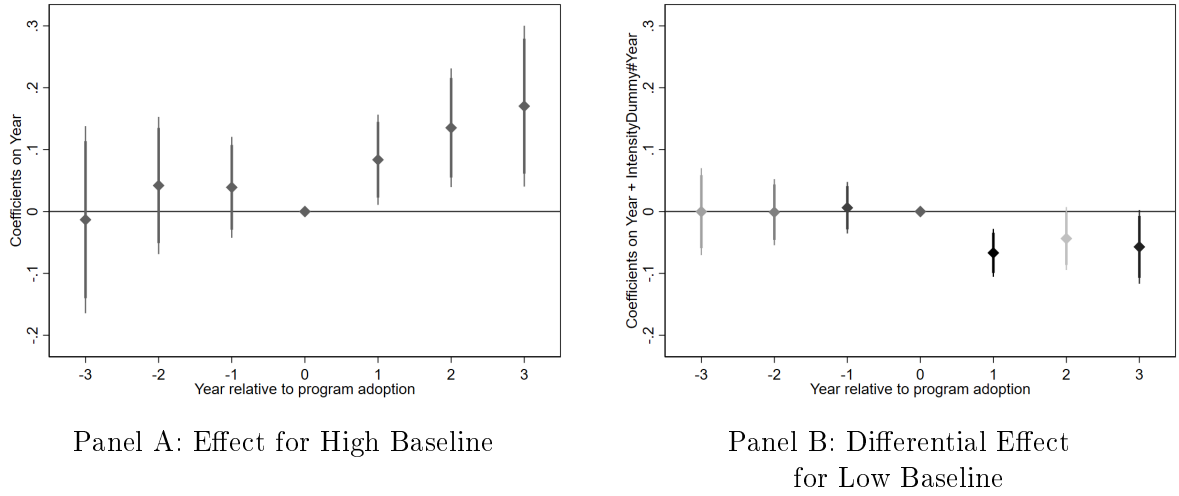 Coefficients on Year
.3
.2
.1
0
-.1
-.2
-3 -2 -1 0 1 2 3
Year relative to program adoption
Panel A: Effect for High Baseline
Coefficients on Year + IntensityDummy#Year
.3
.2
.1
0
-.1
-.2
-3 -2 -1 0 1 2 3
Year relative to program adoption
Panel B: Differential Effect
for Low Baseline